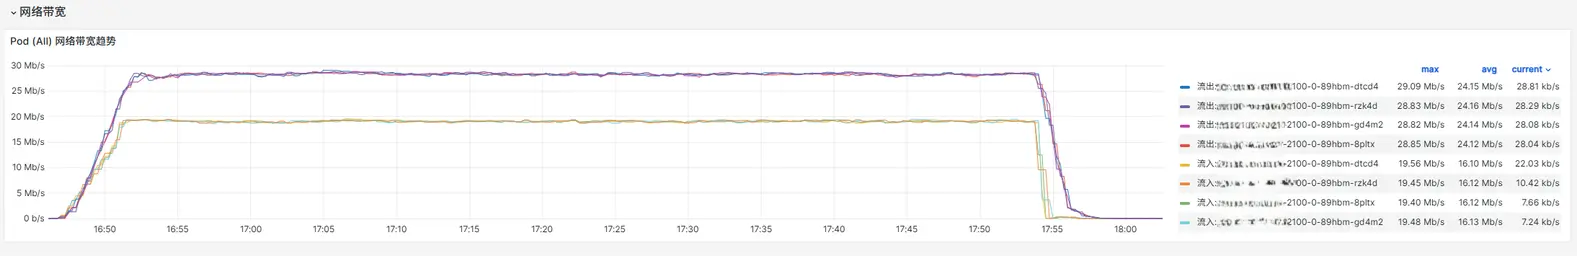 网络带宽
Pod (All) 网络带宽趋势
30 Mb/s
25 Mb/s
20 Mb/s
15 Mb/s
10 Mb/s
5 Mb/s
0 b/s
16:50 16:55 17:00 17:05 17:10 17:15 17:20 17:25 17:30 17:35 17:40 17:45 17:50 17:55 18:00
max avg current
流出: 100-0-89hbm-dtcd4 29.09 Mb/s 24.15 Mb/s 28.81 kb/s
流出: 100-0-89hbm-rzk4d 28.83 Mb/s 24.16 Mb/s 28.29 kb/s
流出: 2100-0-89hbm-gd4m2 28.82 Mb/s 24.14 Mb/s 28.08 kb/s
流出: -2100-0-89hbm-8pltx 28.85 Mb/s 24.12 Mb/s 28.04 kb/s
流入: -2100-0-89hbm-dtcd4 19.56 Mb/s 16.10 Mb/s 22.03 kb/s
流入: 00-0-89hbm-rzk4d 19.45 Mb/s 16.12 Mb/s 10.42 kb/s
流入: -2100-0-89hbm-8pltx 19.40 Mb/s 16.12 Mb/s 7.66 kb/s
流入: 2100-0-89hbm-gd4m2 19.48 Mb/s 16.13 Mb/s 7.24 kb/s